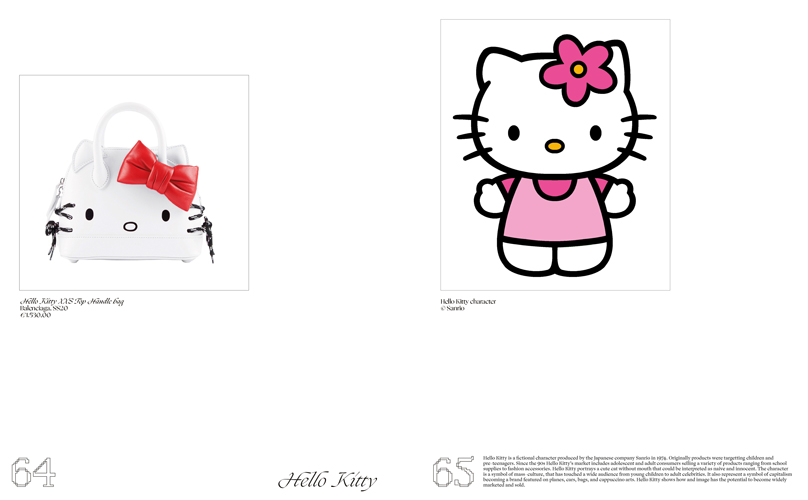 Hello Kitty XXS Top Handle bag
Balenciaga, SS20
€1.530.00
64
Hello Kitty
Hello Kitty character
© Sanrio
65
Hello Kitty is a fictional character produced by the Japanese company Sanrio in 1974. Originally products were targeting children and
pre-teenagers. Since the 90s Hello Kitty's market includes adolescent and adult consumers selling a variety of products ranging from school
supplies to fashion accessories. Hello Kitty portrays a cute cat without mouth that could be interpreted as naive and innocent. The character
is a symbol of mass-culture, that has touched a wide audience from young children to adult celebrities. It also represent a symbol of capitalism
becoming a brand featured on planes, cars, bags, and cappuccino arts. Hello Kitty shows how and image has the potential to become widely
marketed and sold.